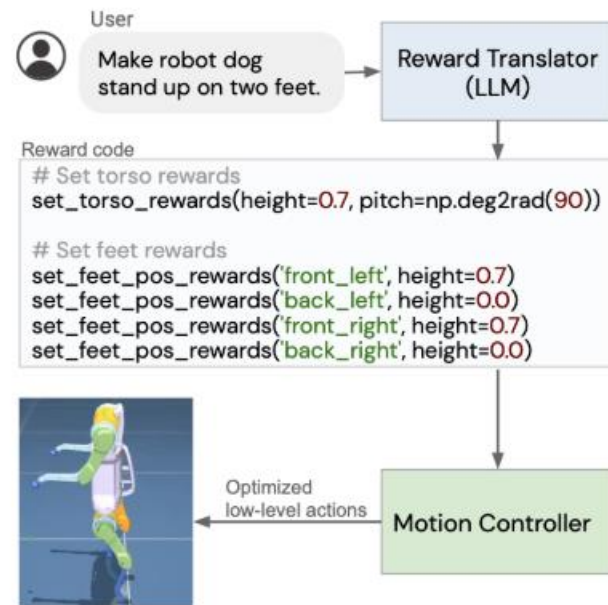 User
Make robot dog
stand up on two feet.
Reward Translator
(LLM)
Reward code
# Set torso rewards
set_torso_rewards(height=0.7, pitch=np.deg2rad(90))
# Set feet rewards
set_feet_pos_rewards('front_left', height=0.7)
set_feet_pos_rewards('back_left', height=0.0)
set_feet_pos_rewards('front_right', height=0.7)
set_feet_pos_rewards('back_right', height=0.0)
Optimized
low-level actions
Motion Controller